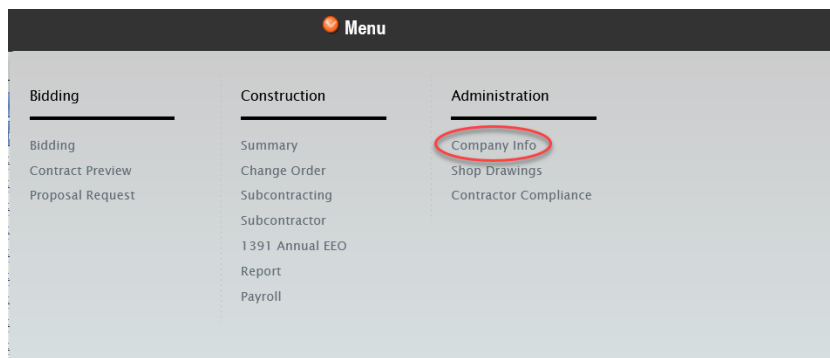 Menu
Bidding
Bidding
Contract Preview
Proposal Request
Construction
Summary
Change Order
Subcontracting
Subcontractor
1391 Annual EEO
Report
Payroll
Administration
Company Info
Shop Drawings
Contractor Compliance